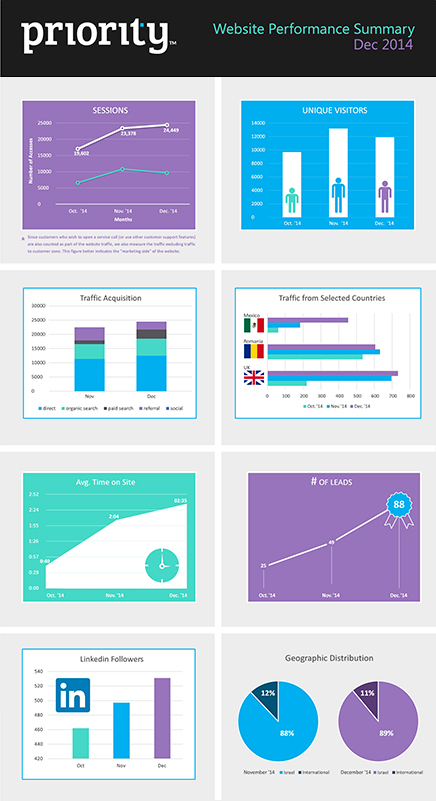 priority™
Website Performance Summary
Dec 2014
SESSIONS
25000
20000
15000
10000
5000
0
Number of Accesses
19,602
23,378
24,449
Oct. '14
Nov. '14
Dec. '14
Months
Since customers who wish to open a service call (or use other customer support features)
are also counted as part of the website traffic, we also measure the traffic excluding traffic
to customer zone. This figure better indicates the "marketing side" of the website.
UNIQUE VISITORS
14000
12000
10000
8000
6000
4000
2000
0
Oct. '14
Nov. '14
Dec. '14
Traffic Acquisition
30000
25000
20000
15000
10000
5000
0
Nov
Dec
direct
organic search
paid search
referral
social
Traffic from Selected Countries
Mexico
Romania
UK
0 100 200 300 400 500 600 700 800
Oct. '14
Nov '14
Dec. '14
Avg. Time on Site
2:52
2:24
1:55
1:26
0:57
0:28
0:00
2:04
02:35
Oct. '14
Nov. '14
Dec. '14
# OF LEADS
25
49
88
Oct.'14
Nov.'14
Dec.'14
Linkedin Followers
540
520
500
480
460
440
420
in
Oct
Nov
Dec
Geographic Distribution
12%
88%
11%
89%
November '14
Israel
International
December '14
Israel
International